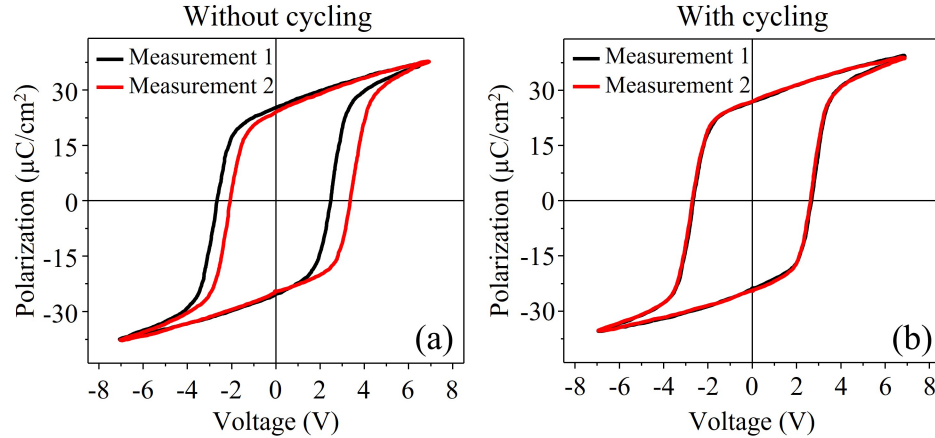 Without cycling
Measurement 1
Measurement 2
30
15
0
-15
-30
Polarization (µC/cm²)
-8 -6 -4 -2 0 2 4 6 8
Voltage (V)
(a)
With cycling
Measurement 1
Measurement 2
30
15
0
-15
-30
Polarization (µC/cm²)
-8 -6 -4 -2 0 2 4 6 8
Voltage (V)
(b)